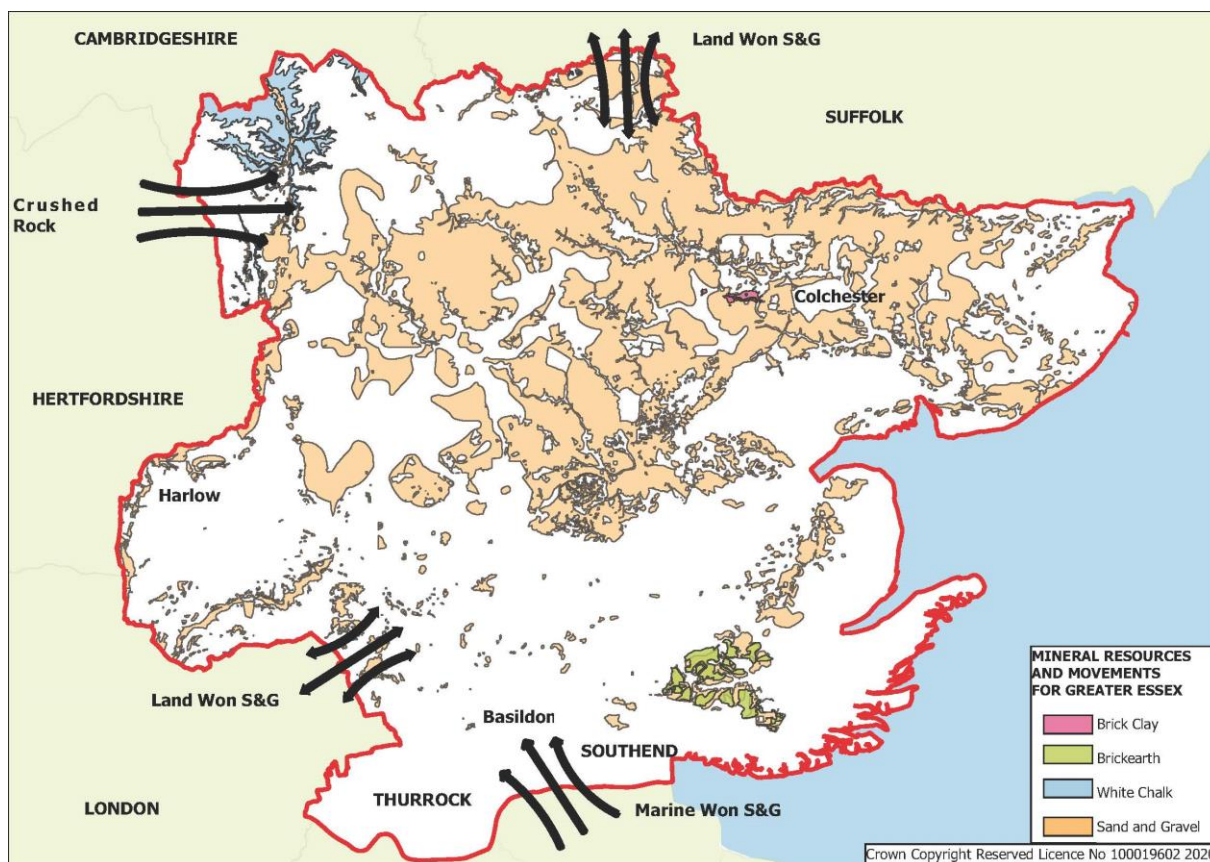 CAMBRIDGESHIRE
Land Won S&G
SUFFOLK
Crushed
Rock
Colchester
HERTFORDSHIRE
Harlow
Land Won S&G
Basildon
SOUTHEND
THURROCK
LONDON
Marine Won S&G
MINERAL RESOURCES
AND MOVEMENTS
FOR GREATER ESSEX
Brick Clay
Brickearth
White Chalk
Sand and Gravel
Crown Copyright Reserved Licence No 100019602 2020